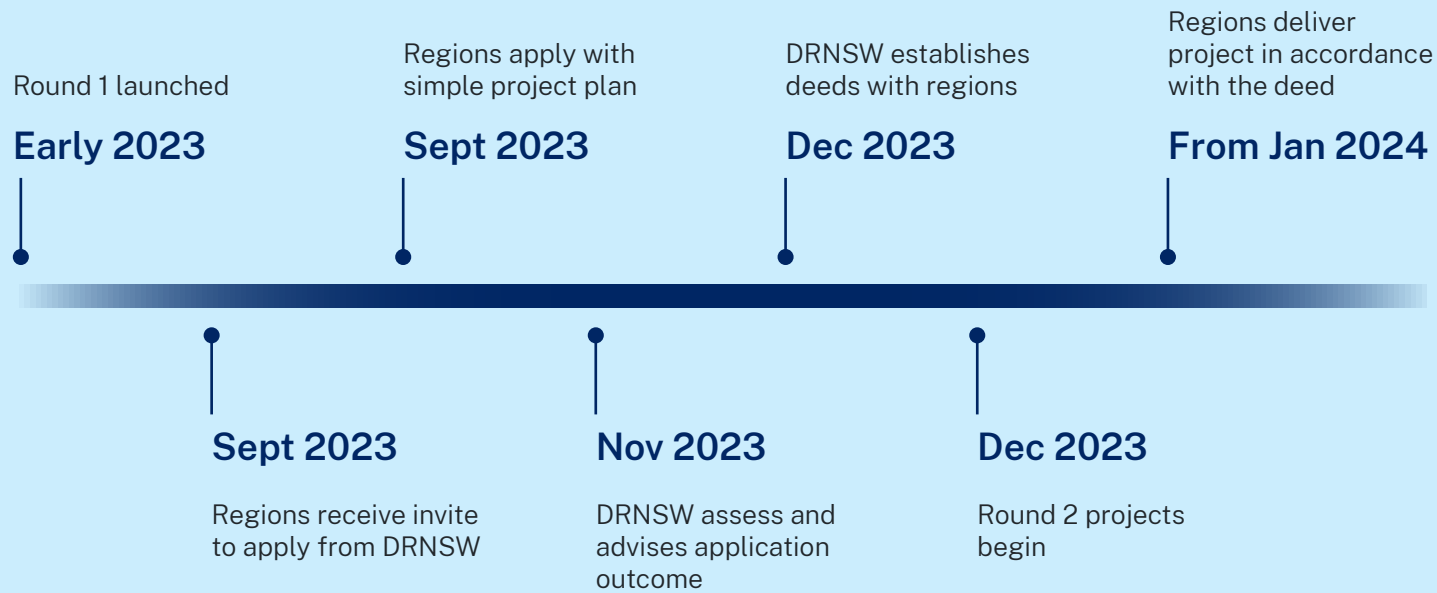 Round 1 launched
Early 2023
Regions apply with
simple project plan
Sept 2023
DRNSW establishes
deeds with regions
Dec 2023
Regions deliver
project in accordance
with the deed
From Jan 2024
Sept 2023
Regions receive invite
to apply from DRNSW
Nov 2023
DRNSW assess and
advises application
outcome
Dec 2023
Round 2 projects
begin